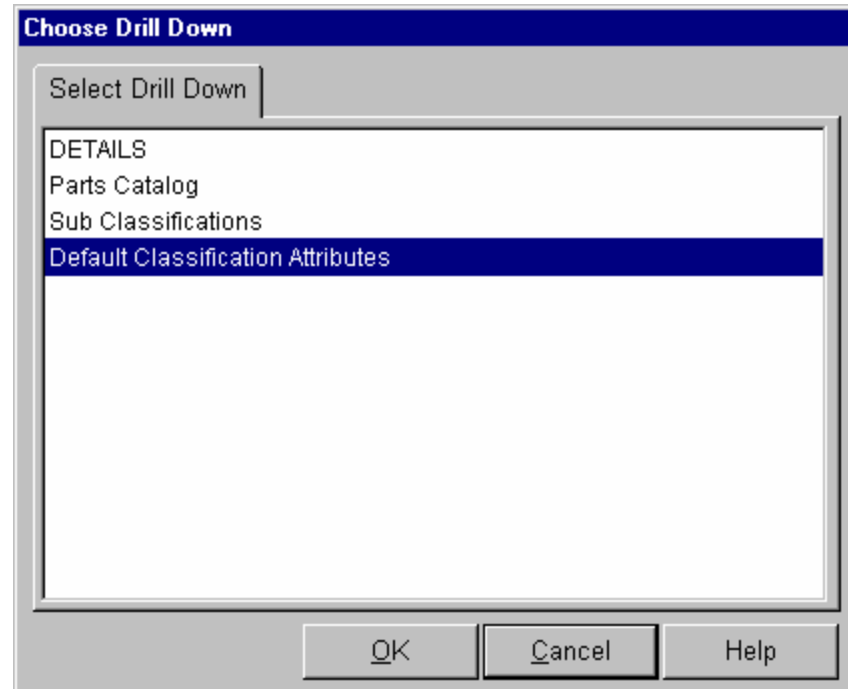 Choose Drill Down
Select Drill Down
DETAILS
Parts Catalog
Sub Classifications
Default Classification Attributes
OK Cancel Help